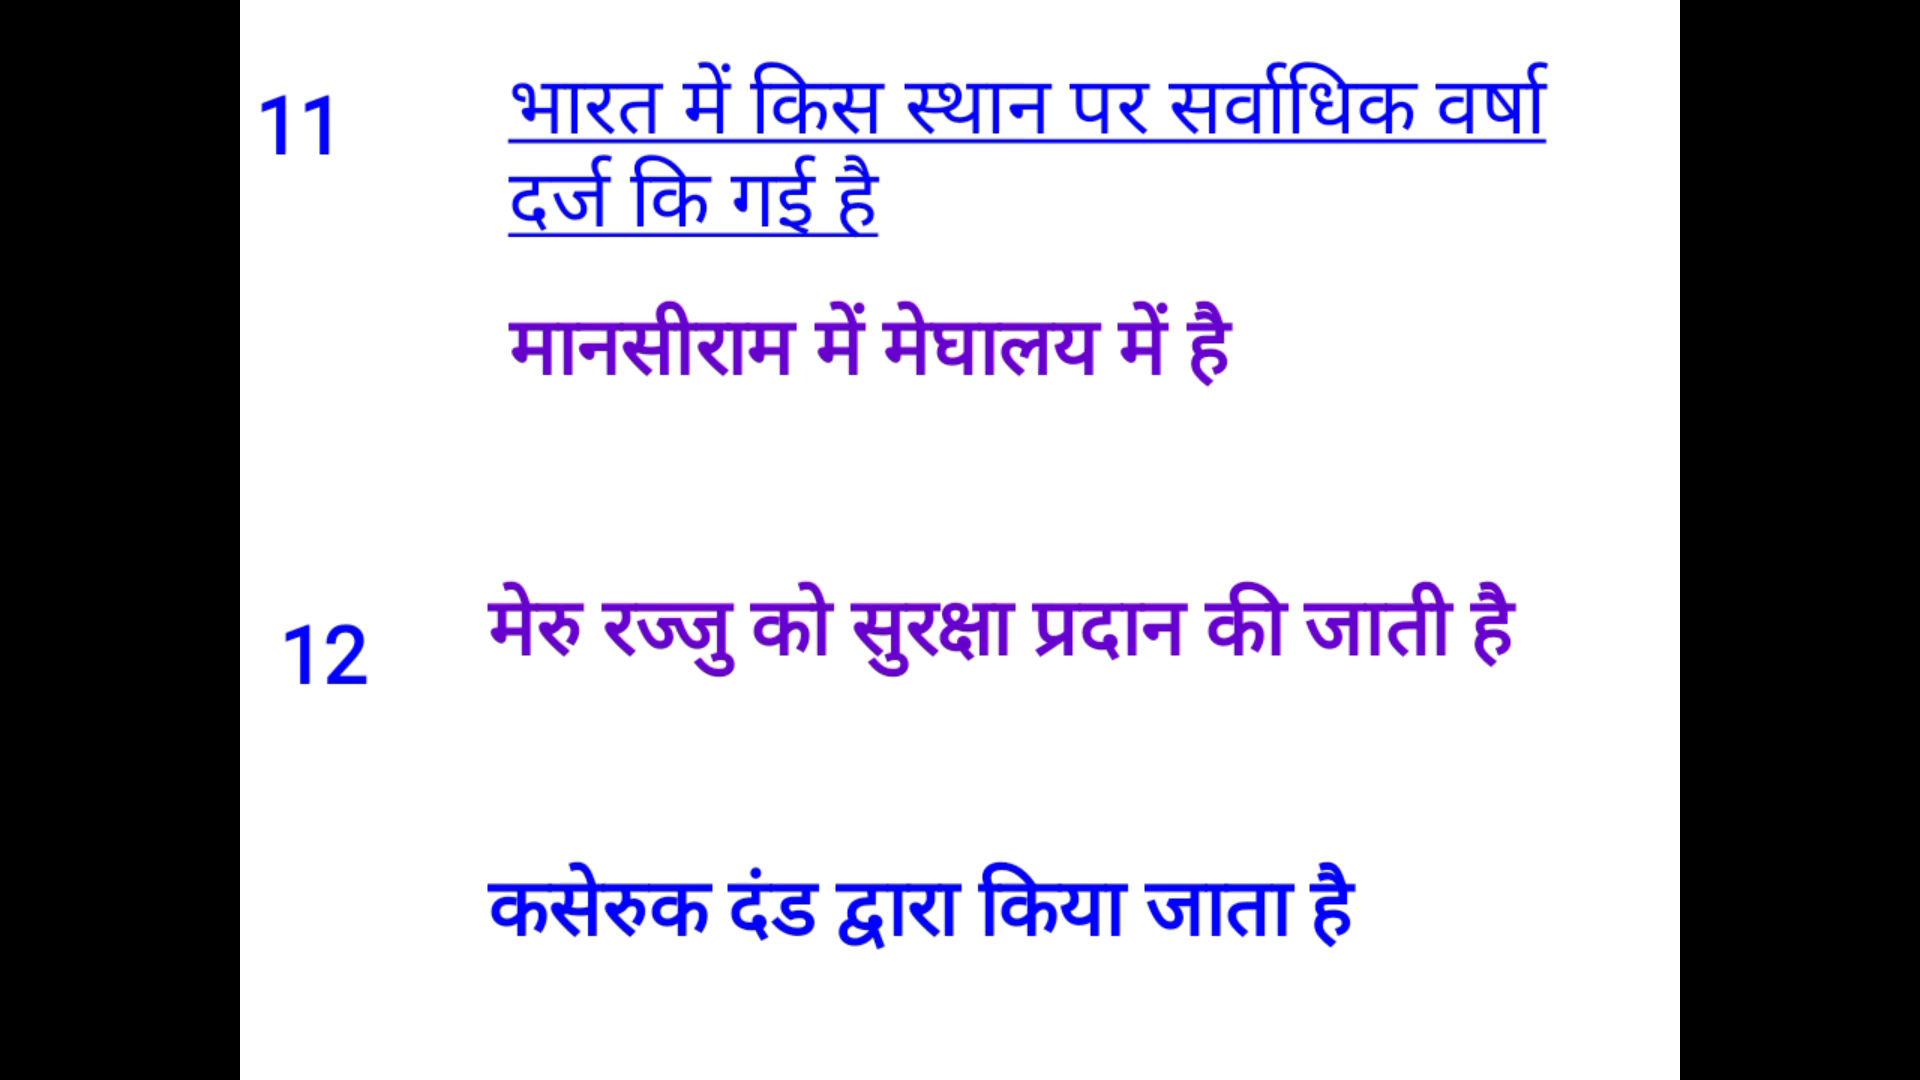 11
भारत में किस स्थान पर सर्वाधिक वर्षा
दर्ज कि गई है
मानसीराम में मेघालय में है
12
मेरु रज्जु को सुरक्षा प्रदान की जाती है
कसेरुक दंड द्वारा किया जाता है